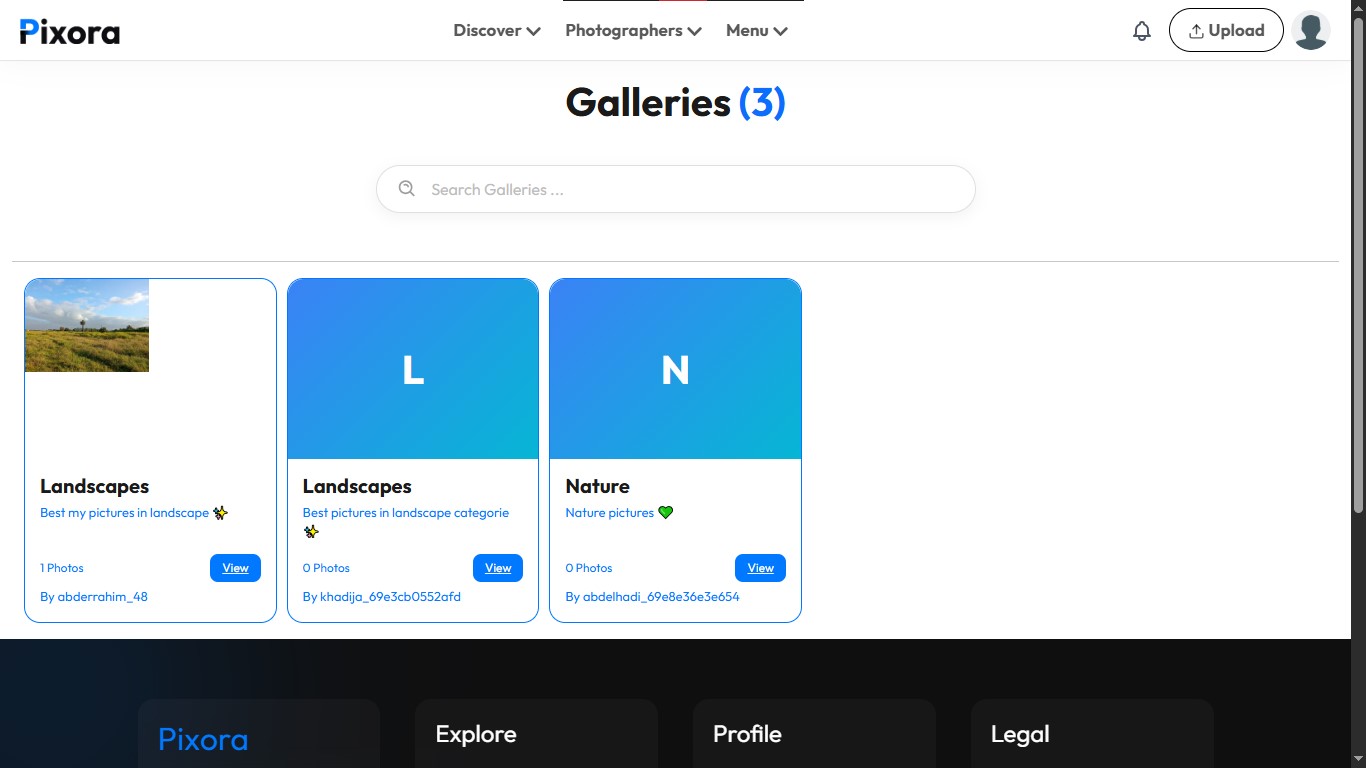 Pixora
Discover
Photographers
Menu
Upload
Galleries (3)
Search Galleries ...
Landscapes
Best my pictures in landscape ✨
1 Photos
View
By abderrahim_48
L
Landscapes
Best pictures in landscape categorie
✨
0 Photos
View
By khadija_69e3cb0552afd
N
Nature
Nature pictures 💚
0 Photos
View
By abdelhadi_69e8e36e3e654
Pixora
Explore
Profile
Legal